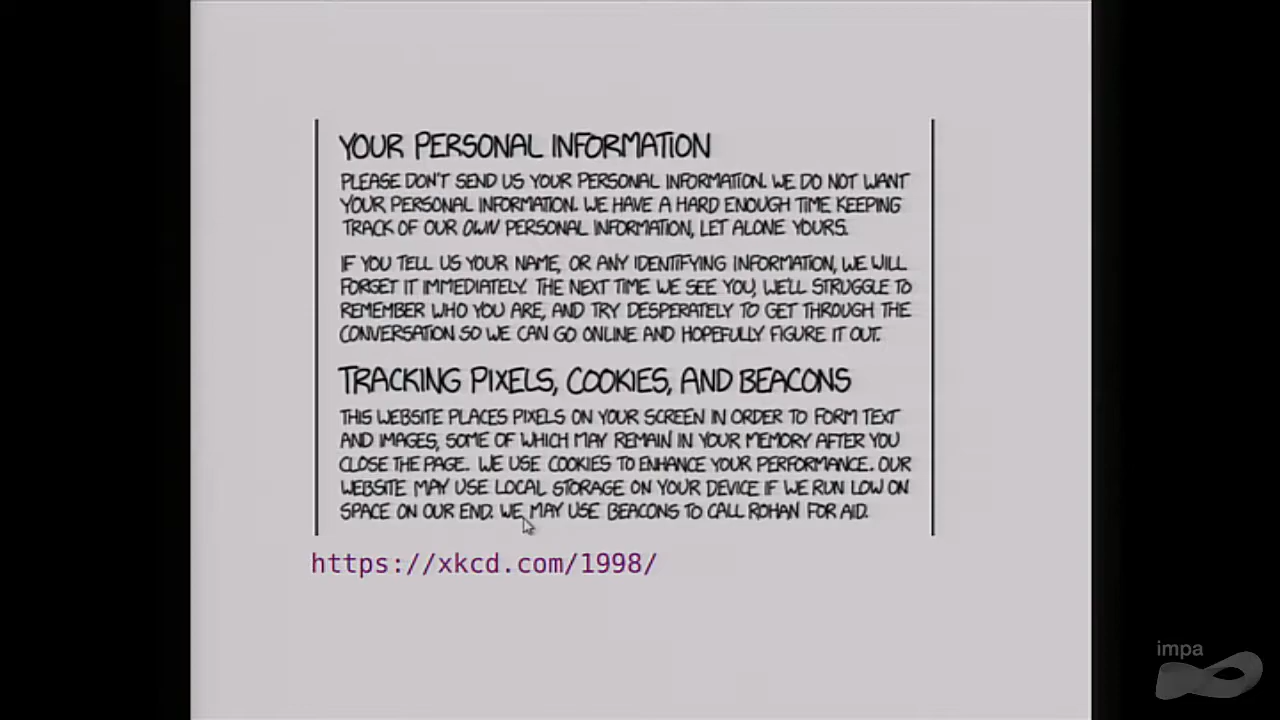 YOUR PERSONAL INFORMATION
PLEASE DON'T SEND US YOUR PERSONAL INFORMATION. WE DO NOT WANT
YOUR PERSONAL INFORMATION. WE HAVE A HARD ENOUGH TIME KEEPING
TRACK OF OUR OWN PERSONAL INFORMATION, LET ALONE YOURS.
IF YOU TELL US YOUR NAME, OR ANY IDENTIFYING INFORMATION, WE WILL
FORGET IT IMMEDIATELY. THE NEXT TIME WE SEE YOU, WE'LL STRUGGLE TO
REMEMBER WHO YOU ARE, AND TRY DESPERATELY TO GET THROUGH THE
CONVERSATION SO WE CAN GO ONLINE AND HOPEFULLY FIGURE IT OUT.
TRACKING PIXELS, COOKIES, AND BEACONS
THIS WEBSITE PLACES PIXELS ON YOUR SCREEN IN ORDER TO FORM TEXT
AND IMAGES, SOME OF WHICH MAY REMAIN IN YOUR MEMORY AFTER YOU
CLOSE THE PAGE. WE USE COOKIES TO ENHANCE YOUR PERFORMANCE. OUR
WEBSITE MAY USE LOCAL STORAGE ON YOUR DEVICE IF WE RUN LOW ON
SPACE ON OUR END. WE MAY USE BEACONS TO CALL ROHAN FOR AID.
https://xkcd.com/1998/
impa